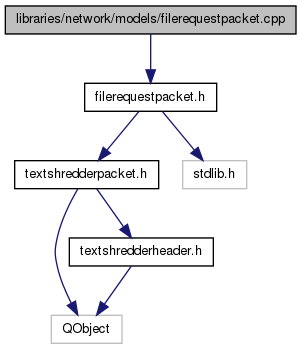 libraries/network/models/filerequestpacket.cpp
filerequestpacket.h
textshredderpacket.h
stdlib.h
textshredderheader.h
QObject